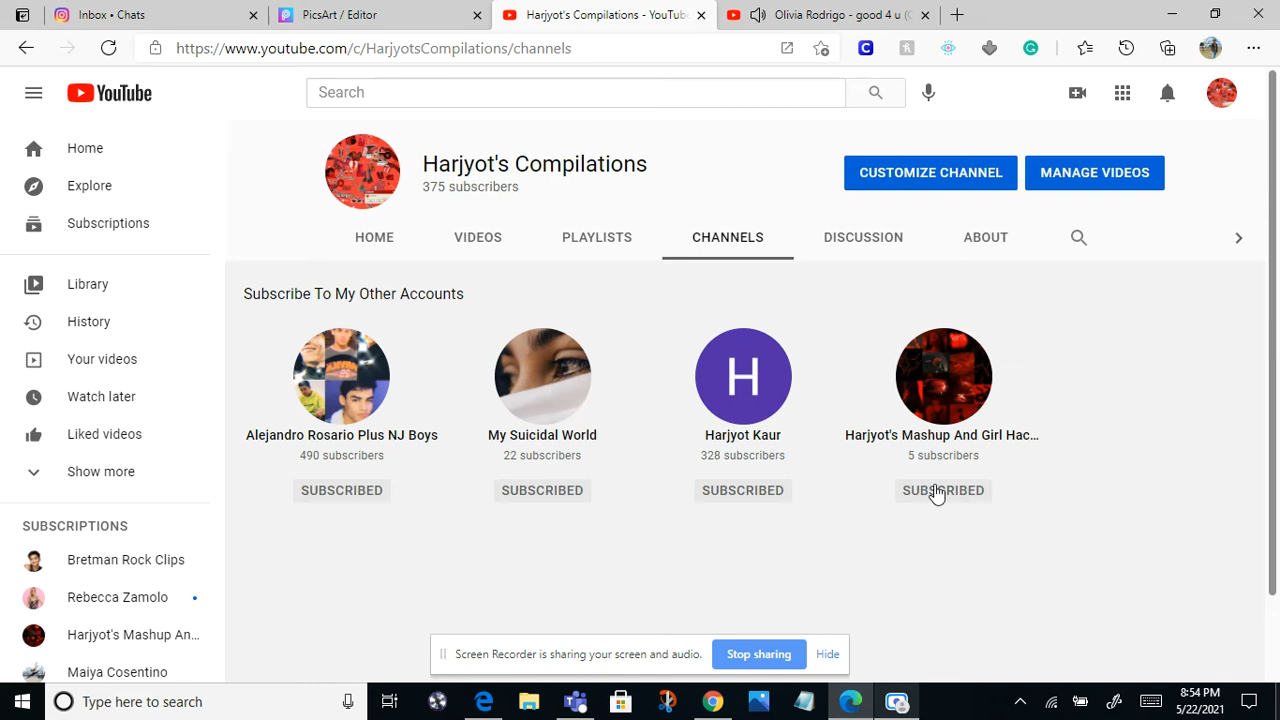 Inbox • Chats
PicsArt / Editor
Harjyot's Compilations - YouTube
Olivia Rodrigo - good 4 u (
https://www.youtube.com/c/HarjyotsCompilations/channels
YouTube
Search
Home
Explore
Subscriptions
Library
History
Your videos
Watch later
Liked videos
Show more
SUBSCRIPTIONS
Bretman Rock Clips
Rebecca Zamolo
Harjyot's Mashup An...
Maiya Cosentino
Harjyot's Compilations
375 subscribers
CUSTOMIZE CHANNEL
MANAGE VIDEOS
HOME VIDEOS PLAYLISTS CHANNELS DISCUSSION ABOUT
Subscribe To My Other Accounts
H
Alejandro Rosario Plus NJ Boys
490 subscribers
SUBSCRIBED
My Suicidal World
22 subscribers
SUBSCRIBED
Harjyot Kaur
328 subscribers
SUBSCRIBED
Harjyot's Mashup And Girl Hac...
5 subscribers
SUBSCRIBED
Screen Recorder is sharing your screen and audio. Stop sharing Hide
Type here to search
8:54 PM
5/22/2021